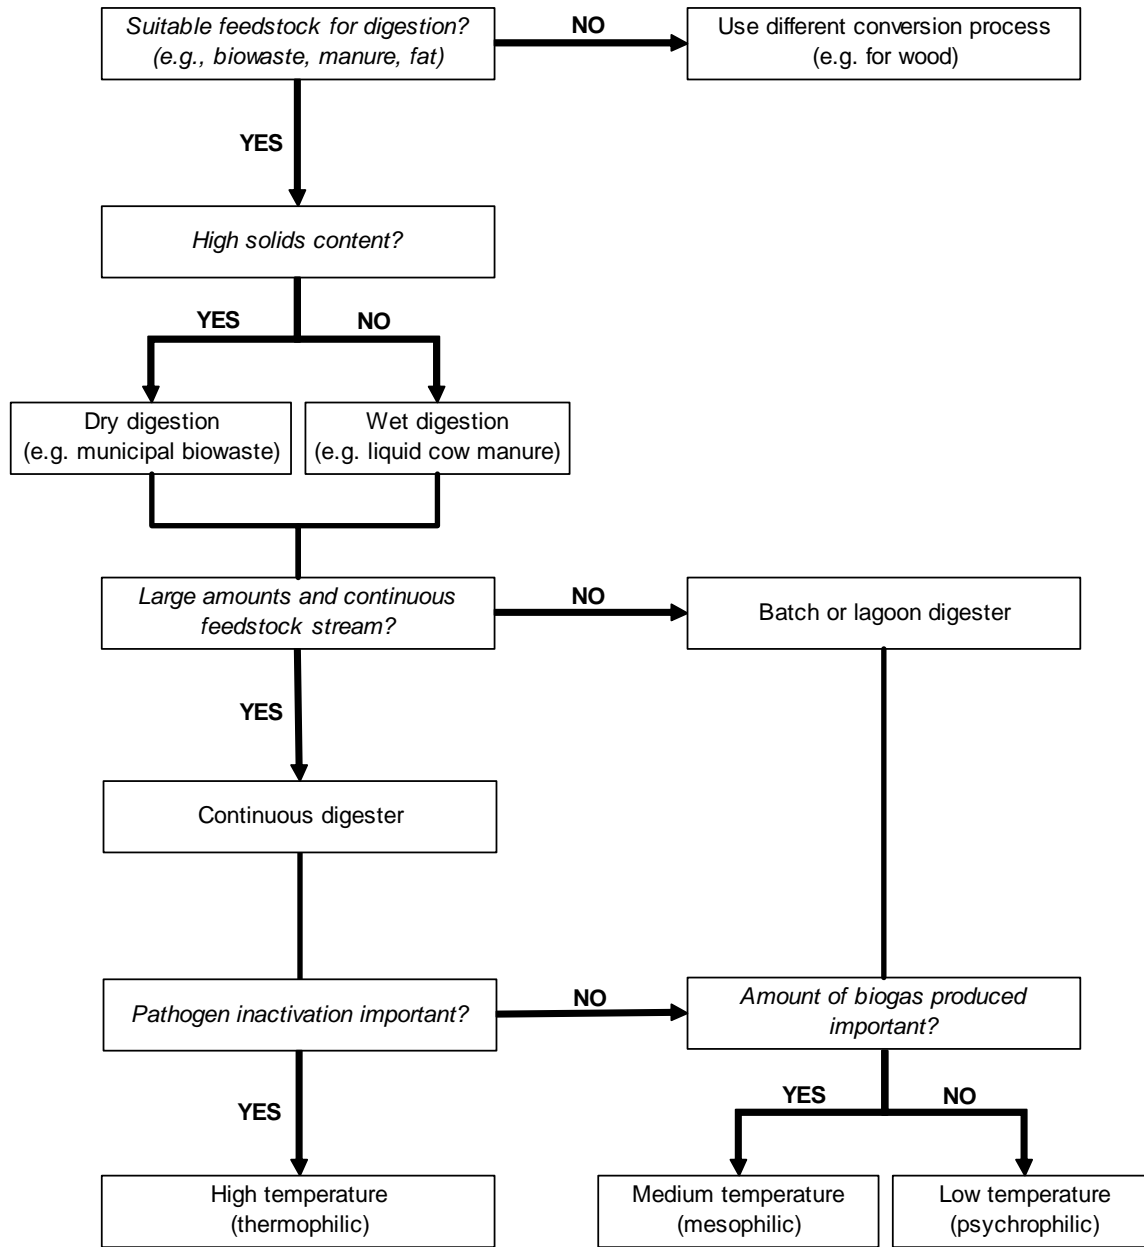 Suitable feedstock for digestion?
(e.g., biowaste, manure, fat)
NO
Use different conversion process
(e.g. for wood)
YES
High solids content?
YES
NO
Dry digestion
(e.g. municipal biowaste)
Wet digestion
(e.g. liquid cow manure)
Large amounts and continuous
feedstock stream?
NO
Batch or lagoon digester
YES
Continuous digester
Pathogen inactivation important?
NO
Amount of biogas produced
important?
YES
YES
NO
High temperature
(thermophilic)
Medium temperature
(mesophilic)
Low temperature
(psychrophilic)